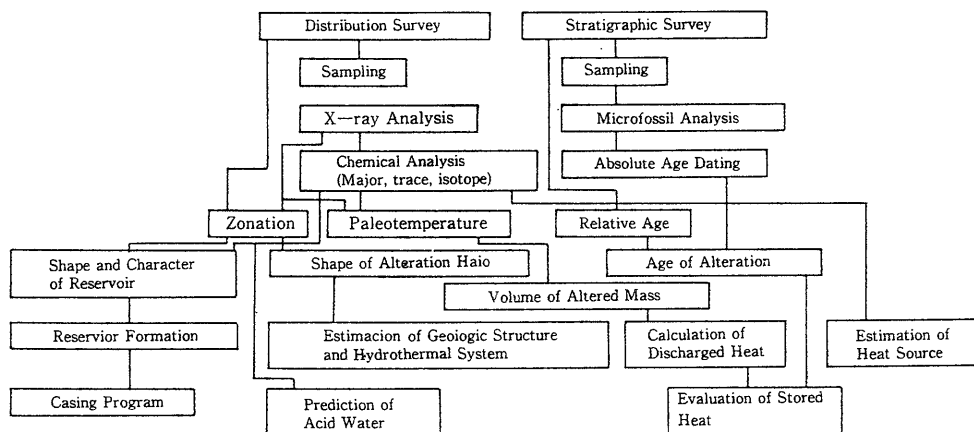 Distribution Survey
Stratigraphic Survey
Sampling
Sampling
X—ray Analysis
Microfossil Analysis
Chemical Analysis
(Major, trace, isotope)
Absolute Age Dating
Zonation
Paleotemperature
Relative Age
Shape and Character
of Reservoir
Shape of Alteration Haio
Age of Alteration
Volume of Altered Mass
Reservior Formation
Estimacion of Geoiogic Structure
and Hydrothermal System
Calculation of
Discharged Heat
Estimation of
Heat Source
Casing Program
Prediction of
Acid Water
Evaluation of Stored
Heat